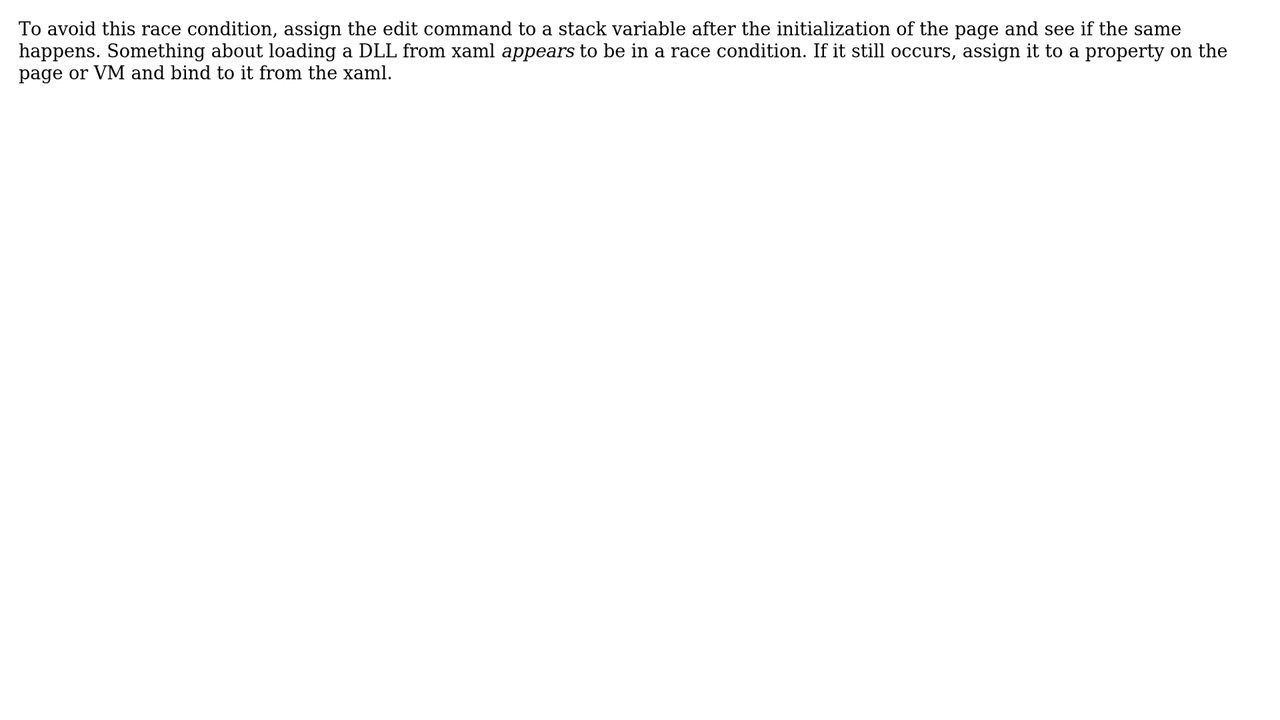 To avoid this race condition, assign the edit command to a stack variable after the initialization of the page and see if the same
happens. Something about loading a DLL from xaml appears to be in a race condition. If it still occurs, assign it to a property on the
page or VM and bind to it from the xaml.